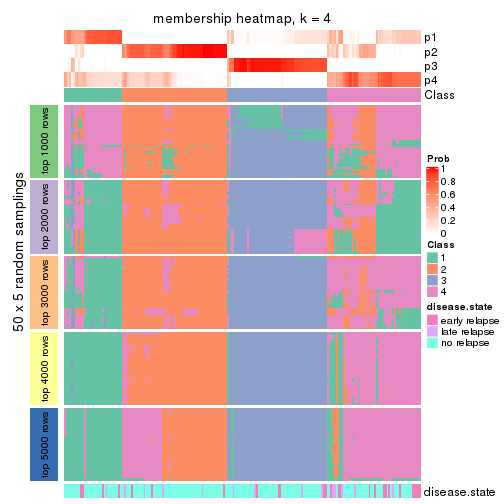 membership heatmap, k = 4
p1
p2
p3
p4
Class
50 x 5 random samplings
top 1000 rows
top 2000 rows
top 3000 rows
top 4000 rows
top 5000 rows
Prob
1
0.8
0.6
0.4
0.2
0
Class
1
2
3
4
disease.state
early relapse
late relapse
no relapse
disease.state